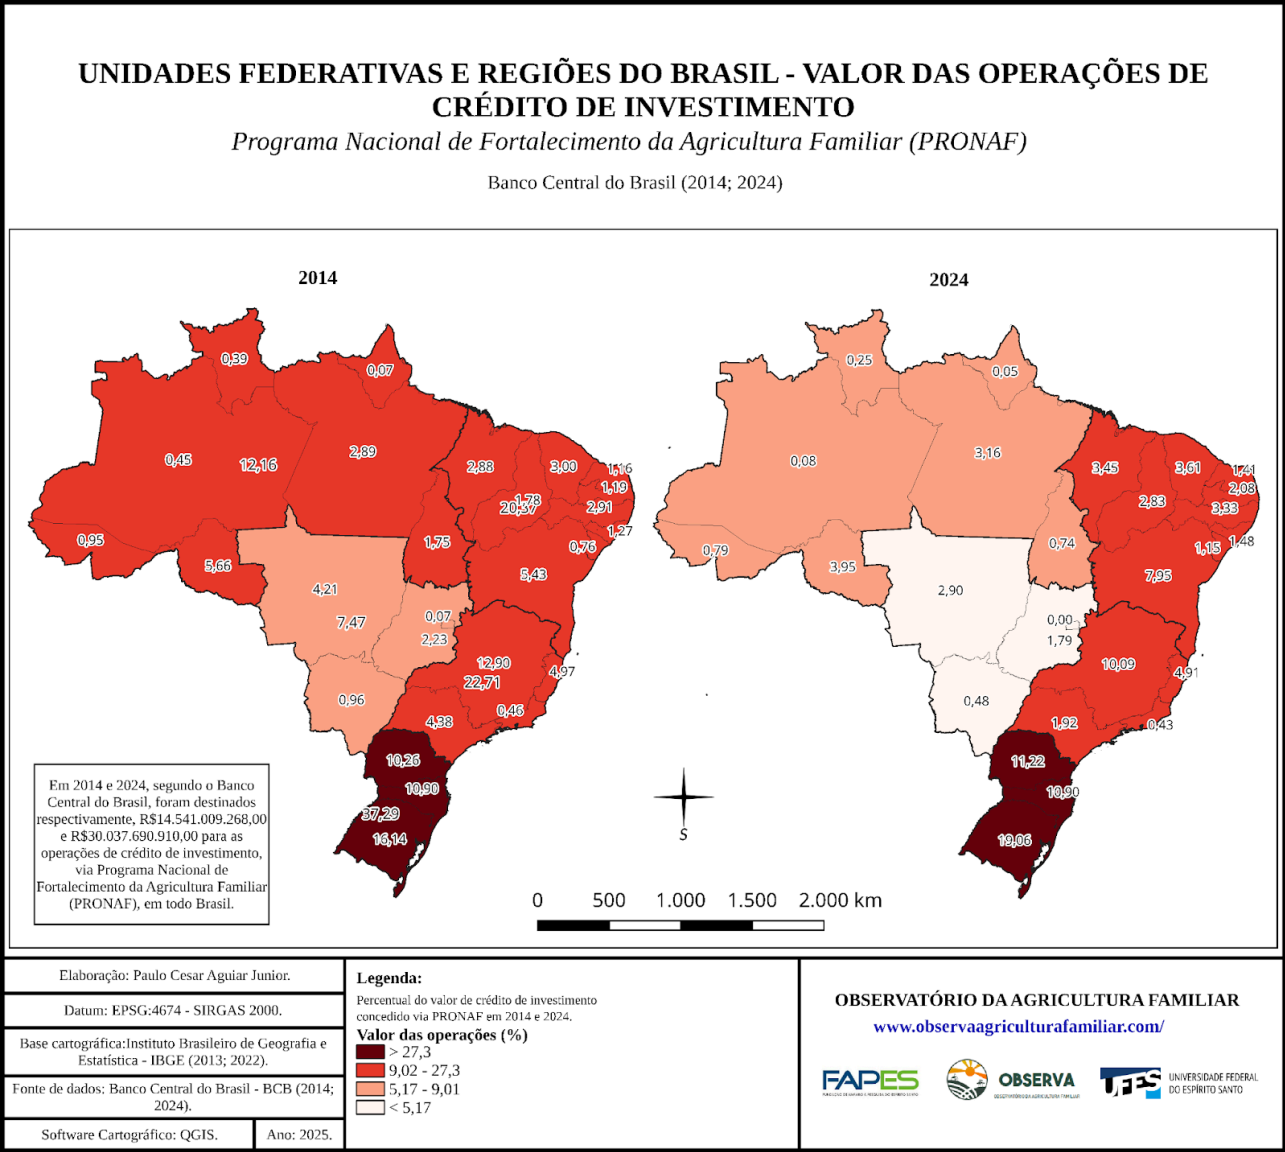 UNIDADES FEDERATIVAS E REGIÕES DO BRASIL - VALOR DAS OPERAÇÕES DE
CRÉDITO DE INVESTIMENTO
Programa Nacional de Fortalecimento da Agricultura Familiar (PRONAF)
Banco Central do Brasil (2014; 2024)
2014
0,39
0,07
0,45
12,16
2,89
2,88
3,00
1,16
1,19
1,78
20,37
2,91
1,27
0,95
5,66
1,75
0,76
5,43
4,21
7,47
0,07
2,23
12,90
22,71
4,97
0,96
4,38
0,46
10,26
10,90
37,29
16,14
2024
0,25
0,05
0,08
3,16
3,45
3,61
1,41
2,08
2,83
3,33
1,48
0,79
3,95
0,74
1,15
7,95
2,90
0,00
1,79
10,09
4,91
0,48
1,92
0,43
11,22
10,90
19,06
Em 2014 e 2024, segundo o Banco
Central do Brasil, foram destinados
respectivamente, R$14.541.009.268,00
e R$30.037.690.910,00 para as
operações de crédito de investimento,
via Programa Nacional de
Fortalecimento da Agricultura Familiar
(PRONAF), em todo Brasil.
S
0 500 1.000 1.500 2.000 km
Elaboração: Paulo Cesar Aguiar Junior.
Datum: EPSG:4674 - SIRGAS 2000.
Base cartográfica:Instituto Brasileiro de Geografia e
Estatística - IBGE (2013; 2022).
Fonte de dados: Banco Central do Brasil - BCB (2014;
2024).
Software Cartográfico: QGIS.
Ano: 2025.
Legenda:
Percentual do valor de crédito de investimento
concedido via PRONAF em 2014 e 2024.
Valor das operações (%)
> 27,3
9,02 - 27,3
5,17 - 9,01
< 5,17
OBSERVATÓRIO DA AGRICULTURA FAMILIAR
www.observaagriculturafamiliar.com/
FAPES
OBSERVA
OBSERVATÓRIO DA AGRICULTURA FAMILIAR
UFES
UNIVERSIDADE FEDERAL
DO ESPÍRITO SANTO